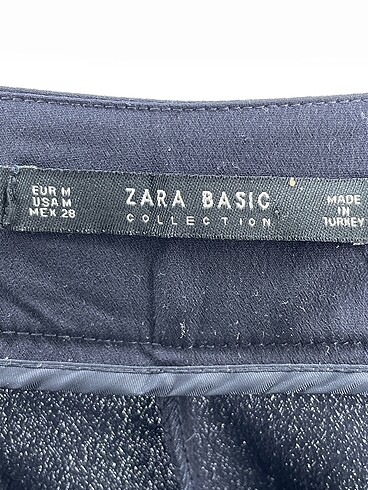 EUR M
USA M
MEX 28
ZARA BASIC
COLLECTION
MADE
IN
TURKEY